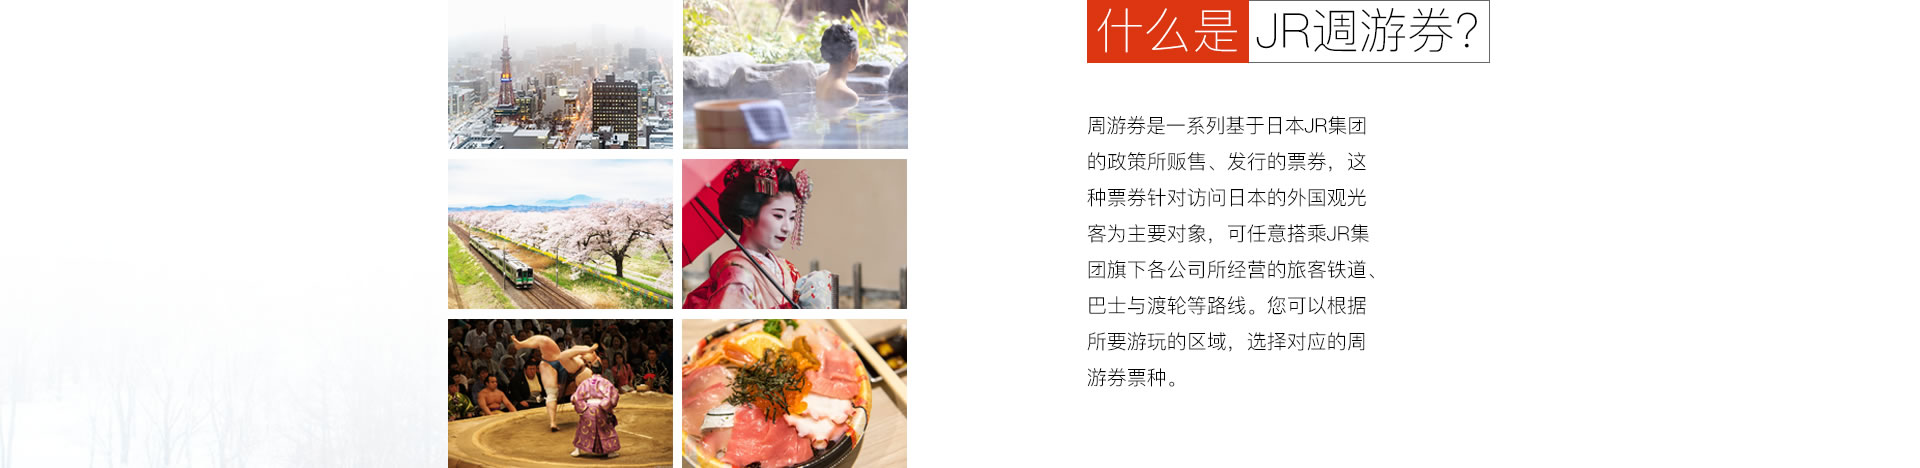 什么是 JR週游券?
周游券是一系列基于日本JR集团
的政策所贩售、发行的票券，这
种票券针对访问日本的外国观光
客为主要对象，可任意搭乘JR集
团旗下各公司所经营的旅客铁道、
巴士与渡轮等路线。您可以根据
所要游玩的区域，选择对应的周
游券票种。